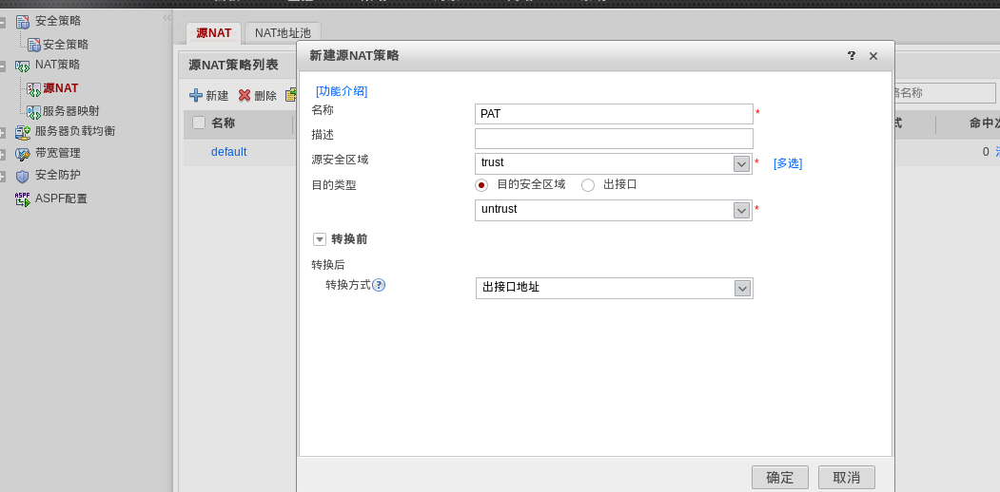 安全策略
安全策略
NAT策略
源NAT
服务器映射
服务器负载均衡
带宽管理
安全防护
ASPF配置
源NAT NAT地址池
源NAT策略列表
新建 删除
名称
default
略名称
式 命中次
0
新建源NAT策略 ? ×
[功能介绍]
名称 PAT *
描述
源安全区域 trust * [多选]
目的类型 目的安全区域 出接口
untrust *
转换前
转换后
转换方式 ? 出接口地址
确定 取消